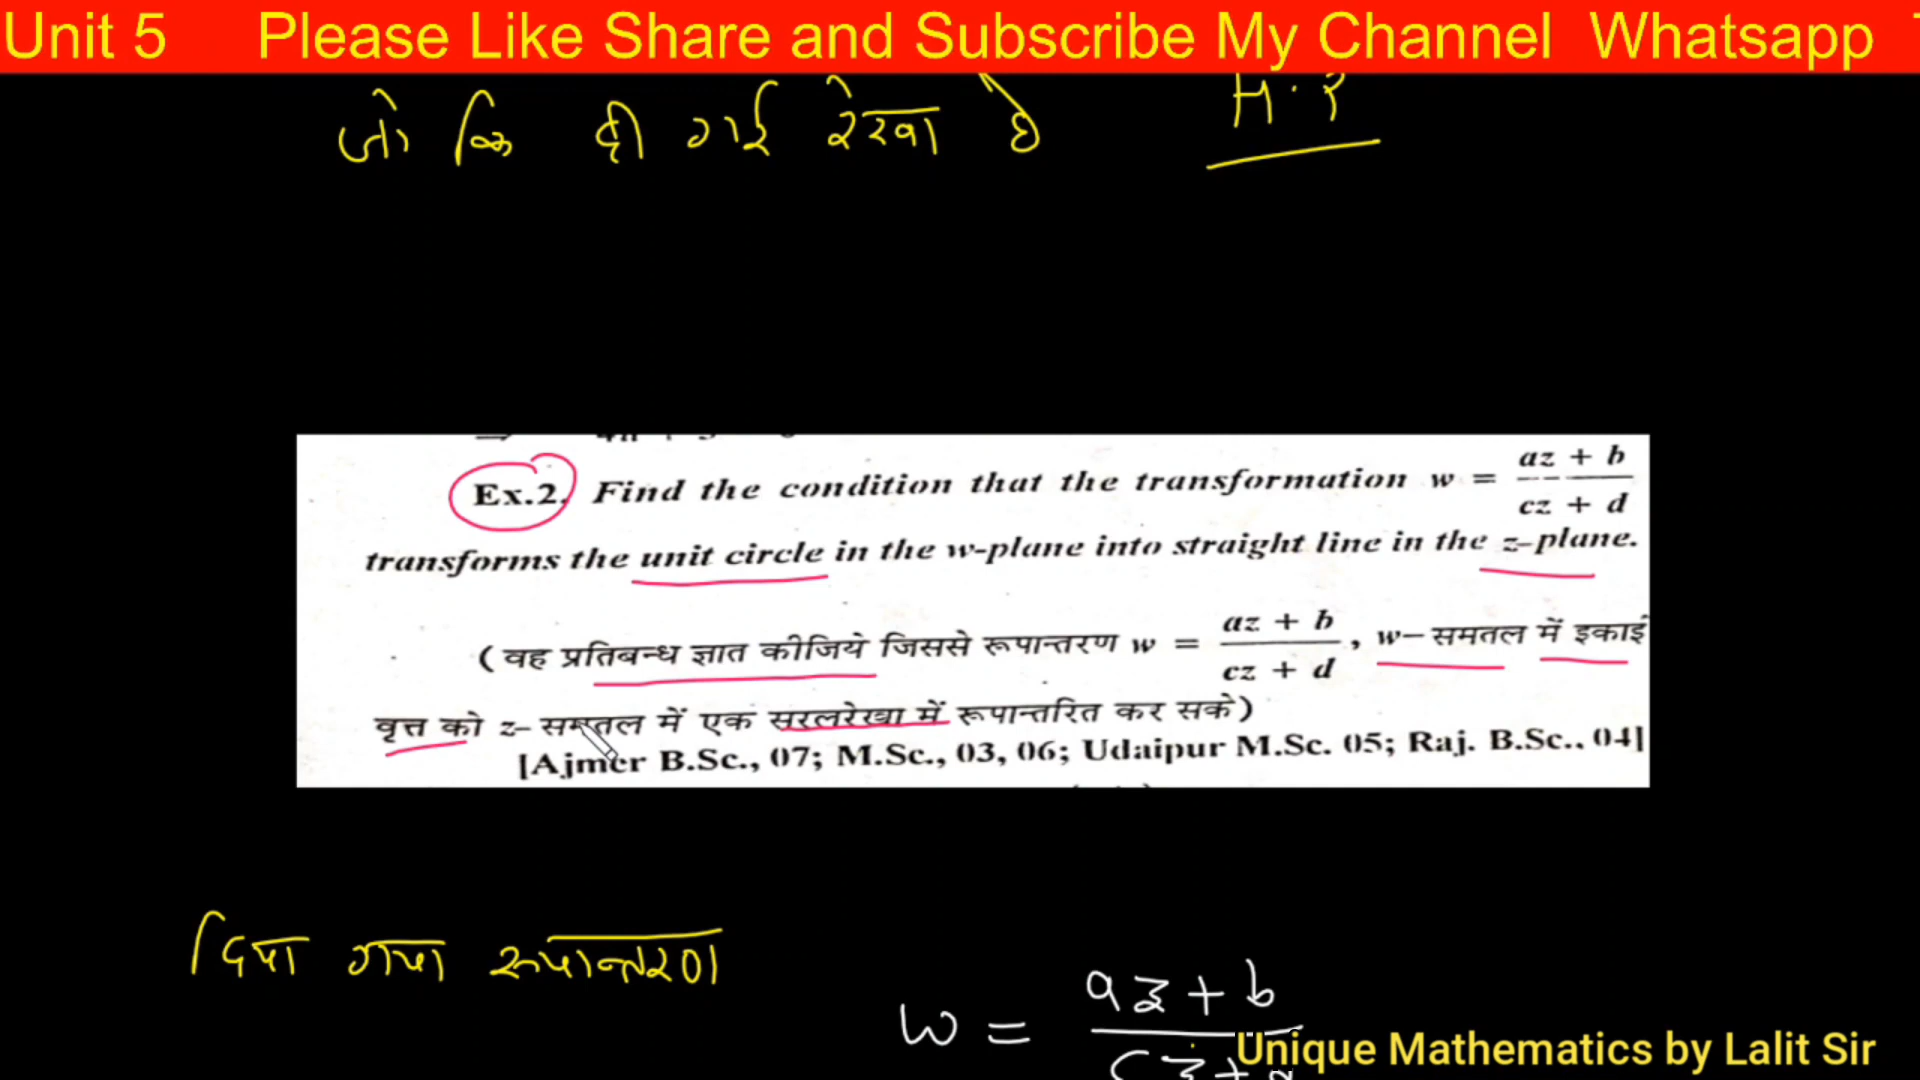 Unit 5 Please Like Share and Subscribe My Channel Whatsapp
जो कि दी गई रेखा है H.P
Ex.2. Find the condition that the transformation w = az + b / cz + d
transforms the unit circle in the w-plane into straight line in the z-plane.
( वह प्रतिबन्ध ज्ञात कीजिये जिससे रूपान्तरण w = az + b / cz + d , w– समतल में इकाई
वृत्त को z– समतल में एक सरलरेखा में रूपान्तरित कर सके)
[Ajmer B.Sc., 07; M.Sc., 03, 06; Udaipur M.Sc. 05; Raj. B.Sc., 04]
दिया गया रूपान्तरण
w = az + b
Unique Mathematics by Lalit Sir